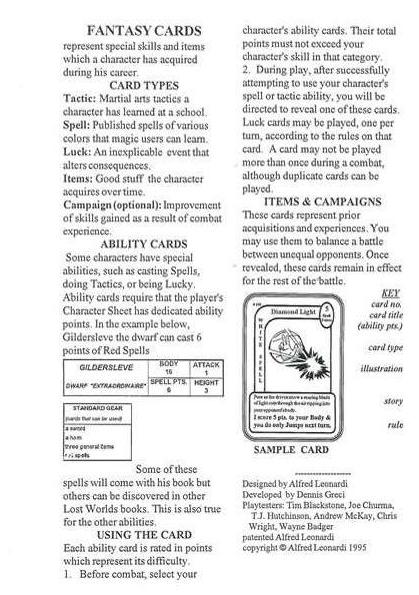 FANTASY CARDS
represent special skills and items
which a character has acquired
during his career.
CARD TYPES
Tactic: Martial arts tactics a
character has learned at a school.
Spell: Published spells of various
colors that magic users can learn.
Luck: An inexplicable event that
alters consequences.
Items: Good stuff the character
acquires over time.
Campaign (optional): Improvement
of skills gained as a result of combat
experience.
ABILITY CARDS
Some characters have special
abilities, such as casting Spells,
doing Tactics, or being Lucky.
Ability cards require that the player's
Character Sheet has dedicated ability
points. In the example below,
Gildersleve the dwarf can cast 6
points of Red Spells
GILDERSLEVE BODY ATTACK
1
DWARF "EXTRAORDINAIRE" SPELL PTS. HEIGHT
6 3
STANDARD GEAR
(cards that can be used)
a sword
a horn
three general items
spells
Some of these
spells will come with his book but
others can be discovered in other
Lost Worlds books. This is also true
for the other abilities.
USING THE CARD
Each ability card is rated in points
which represent its difficulty.
1. Before combat, select your
character's ability cards. Their total
points must not exceed your
character's skill in that category.
2. During play, after successfully
attempting to use your character's
spell or tactic ability, you will be
directed to reveal one of these cards.
Luck cards may be played, one per
turn, according to the rules on that
card. A card may not be played
more than once during a combat,
although duplicate cards can be
played.
ITEMS & CAMPAIGNS
These cards represent prior
acquisitions and experiences. You
may use them to balance a battle
between unequal opponents. Once
revealed, these cards remain in effect
for the rest of the battle.
Diamond Light
5
WHITE SPELL
of light out through the air ripping into
your opponent's body.
I score 5 pts. to your Body &
you do only Jumps next turn.
SAMPLE CARD
KEY
card no.
card title
(ability pts.)
card type
illustration
story
rule
Designed by Alfred Leonardi
Developed by Dennis Greci
Playtesters: Tim Blackstone, Joe Churma,
T.J. Hutchinson, Andrew McKay, Chris
Wright, Wayne Badger
patented Alfred Leonardi
copyright © Alfred Leonardi 1995